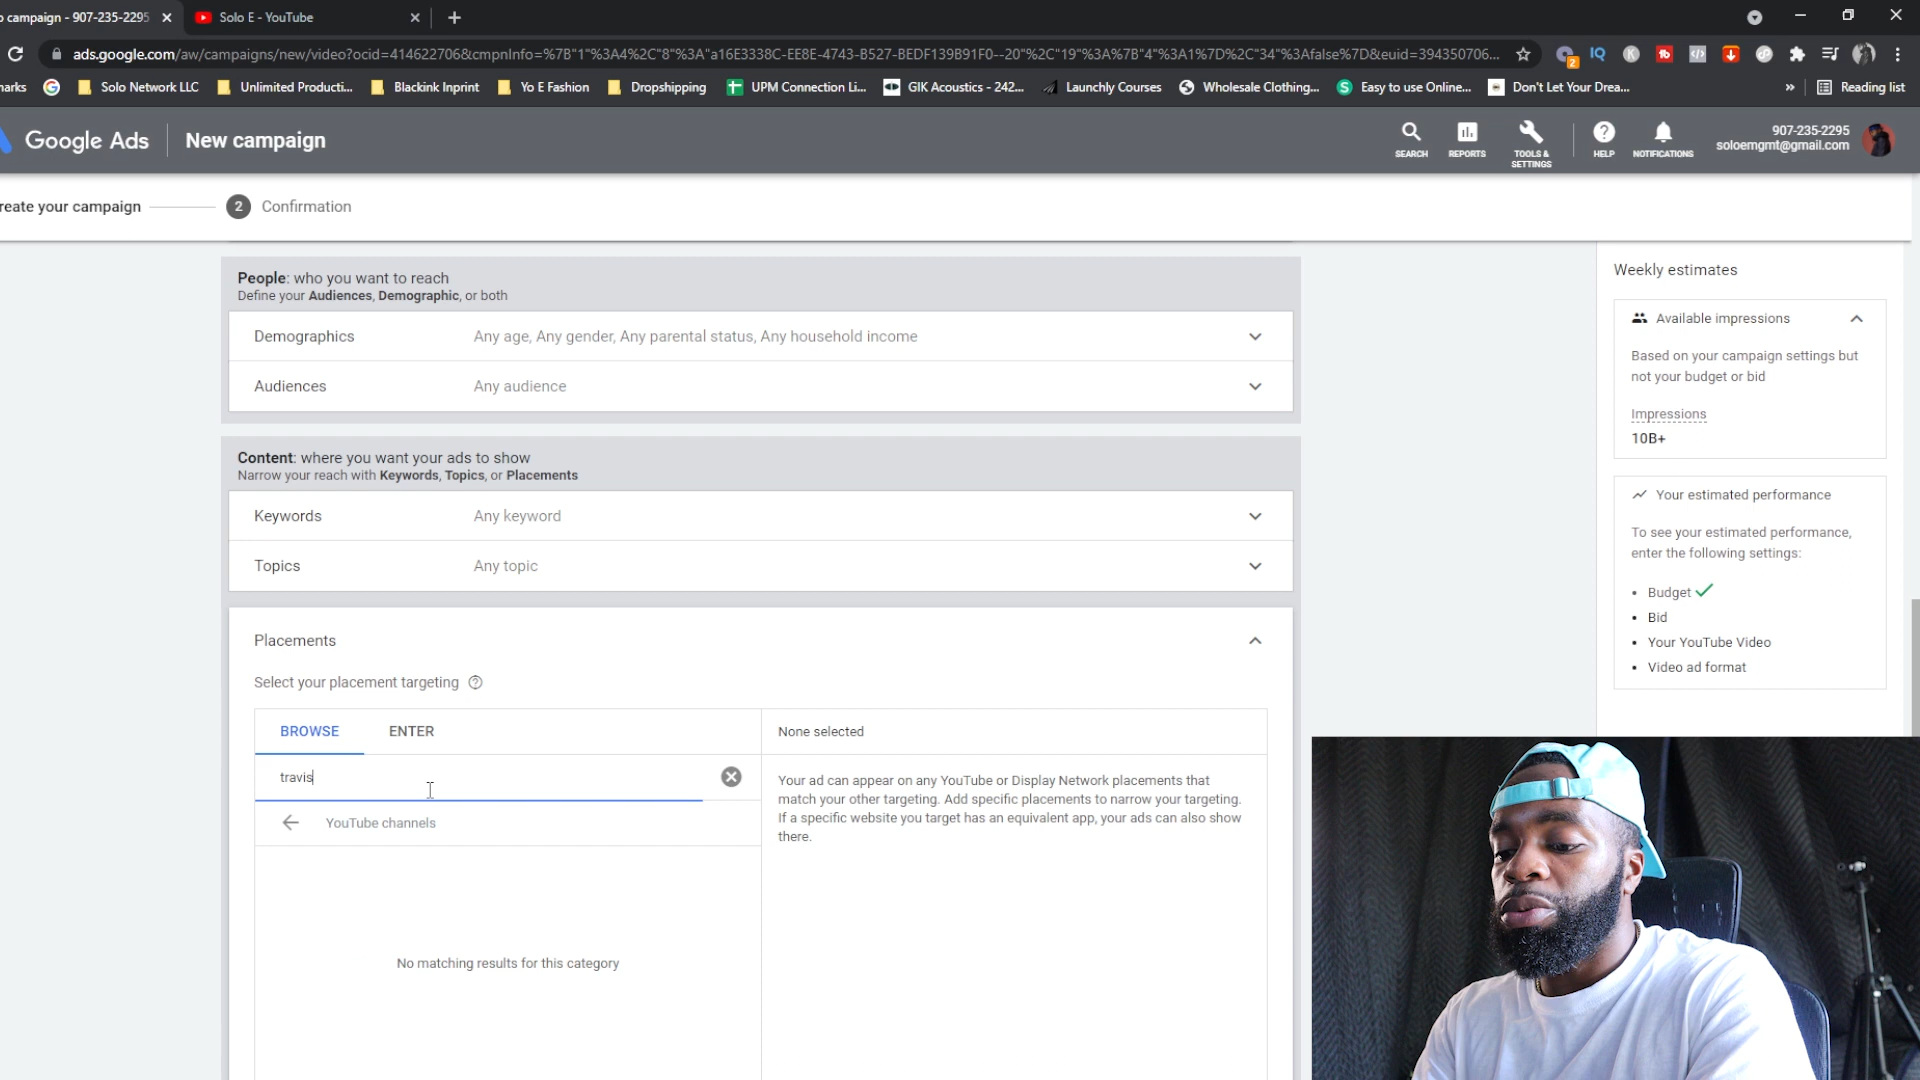 o campaign - 907-235-2295
Solo E - YouTube
ads.google.com/aw/campaigns/new/video?ocid=414622706&cmpnInfo=%7B"1"%3A4%2C"8"%3A"a16E3338C-EE8E-4743-B527-BEDF139B91F0--20"%2C"19"%3A%7B"4"%3A1%7D%2C"34"%3Afalse%7D&euid=394350706...
2
IQ
narks
Solo Network LLC
Unlimited Producti...
Blackink Inprint
Yo E Fashion
Dropshipping
UPM Connection Li...
GIK Acoustics - 242...
Launchly Courses
Wholesale Clothing...
Easy to use Online...
Don't Let Your Drea...
»
Reading list
Google Ads
New campaign
SEARCH
REPORTS
TOOLS & SETTINGS
HELP
NOTIFICATIONS
907-235-2295
soloemgmt@gmail.com
reate your campaign
2 Confirmation
People: who you want to reach
Define your Audiences, Demographic, or both
Demographics Any age, Any gender, Any parental status, Any household income
Audiences Any audience
Content: where you want your ads to show
Narrow your reach with Keywords, Topics, or Placements
Keywords Any keyword
Topics Any topic
Placements
Select your placement targeting
BROWSE ENTER
travis
YouTube channels
No matching results for this category
None selected
Your ad can appear on any YouTube or Display Network placements that
match your other targeting. Add specific placements to narrow your targeting.
If a specific website you target has an equivalent app, your ads can also show
there.
Weekly estimates
Available impressions
Based on your campaign settings but
not your budget or bid
Impressions
10B+
Your estimated performance
To see your estimated performance,
enter the following settings:
• Budget
• Bid
• Your YouTube Video
• Video ad format